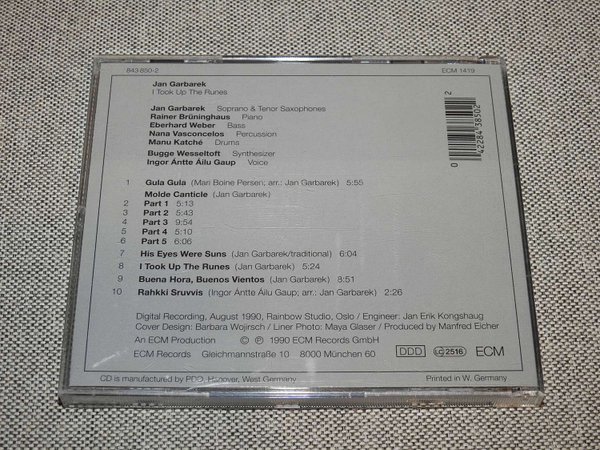 843 850-2 ECM 1419
Jan Garbarek
I Took Up The Runes
Jan Garbarek Soprano & Tenor Saxophones
Rainer Brüninghaus Piano
Eberhard Weber Bass
Nana Vasconcelos Percussion
Manu Katché Drums
Bugge Wesseltoft Synthesizer
Ingor Ántte Áilu Gaup Voice
2
0 42284 38502
1 Gula Gula (Mari Boine Persen; arr.: Jan Garbarek) 5:55
Molde Canticle (Jan Garbarek)
2 Part 1 5:13
3 Part 2 5:43
4 Part 3 9:54
5 Part 4 5:10
6 Part 5 6:06
7 His Eyes Were Suns (Jan Garbarek/traditional) 6:04
8 I Took Up The Runes (Jan Garbarek) 5:24
9 Buena Hora, Buenos Vientos (Jan Garbarek) 8:51
10 Rahkki Sruvvis (Ingor Ántte Áilu Gaup; arr.: Jan Garbarek) 2:26
Digital Recording, August 1990, Rainbow Studio, Oslo / Engineer: Jan Erik Kongshaug
Cover Design: Barbara Wojirsch / Liner Photo: Maya Glaser / Produced by Manfred Eicher
An ECM Production © ℗ 1990 ECM Records GmbH
ECM Records Gleichmannstraße 10 8000 München 60 DDD LC 2516 ECM
CD is manufactured by PDO, Hanover, West Germany Printed in W. Germany